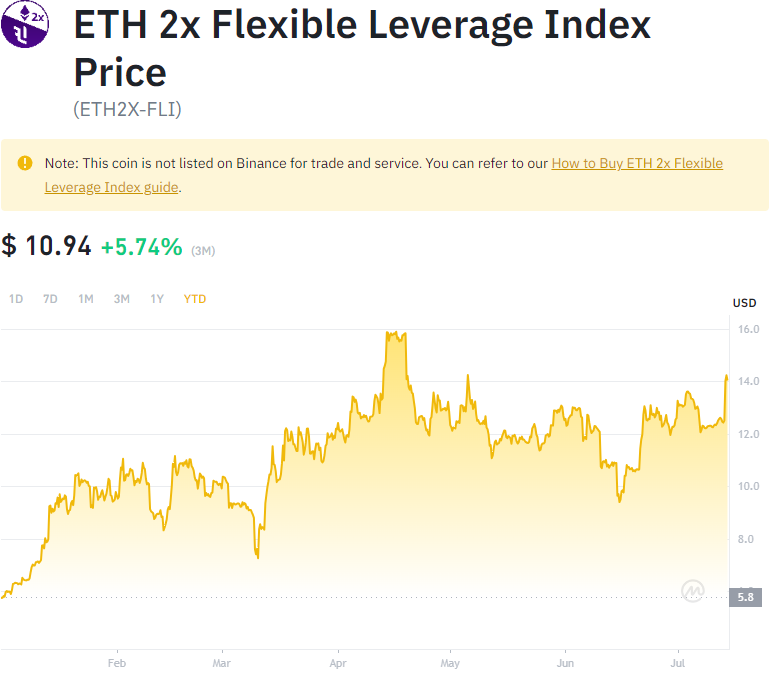 2x
ETH 2x Flexible Leverage Index
Price
(ETH2X-FLI)
Note: This coin is not listed on Binance for trade and service. You can refer to our How to Buy ETH 2x Flexible
Leverage Index guide.
$ 10.94 +5.74% (3M)
1D 7D 1M 3M 1Y YTD
USD
16.0
14.0
12.0
10.0
8.0
5.8
Feb Mar Apr May Jun Jul